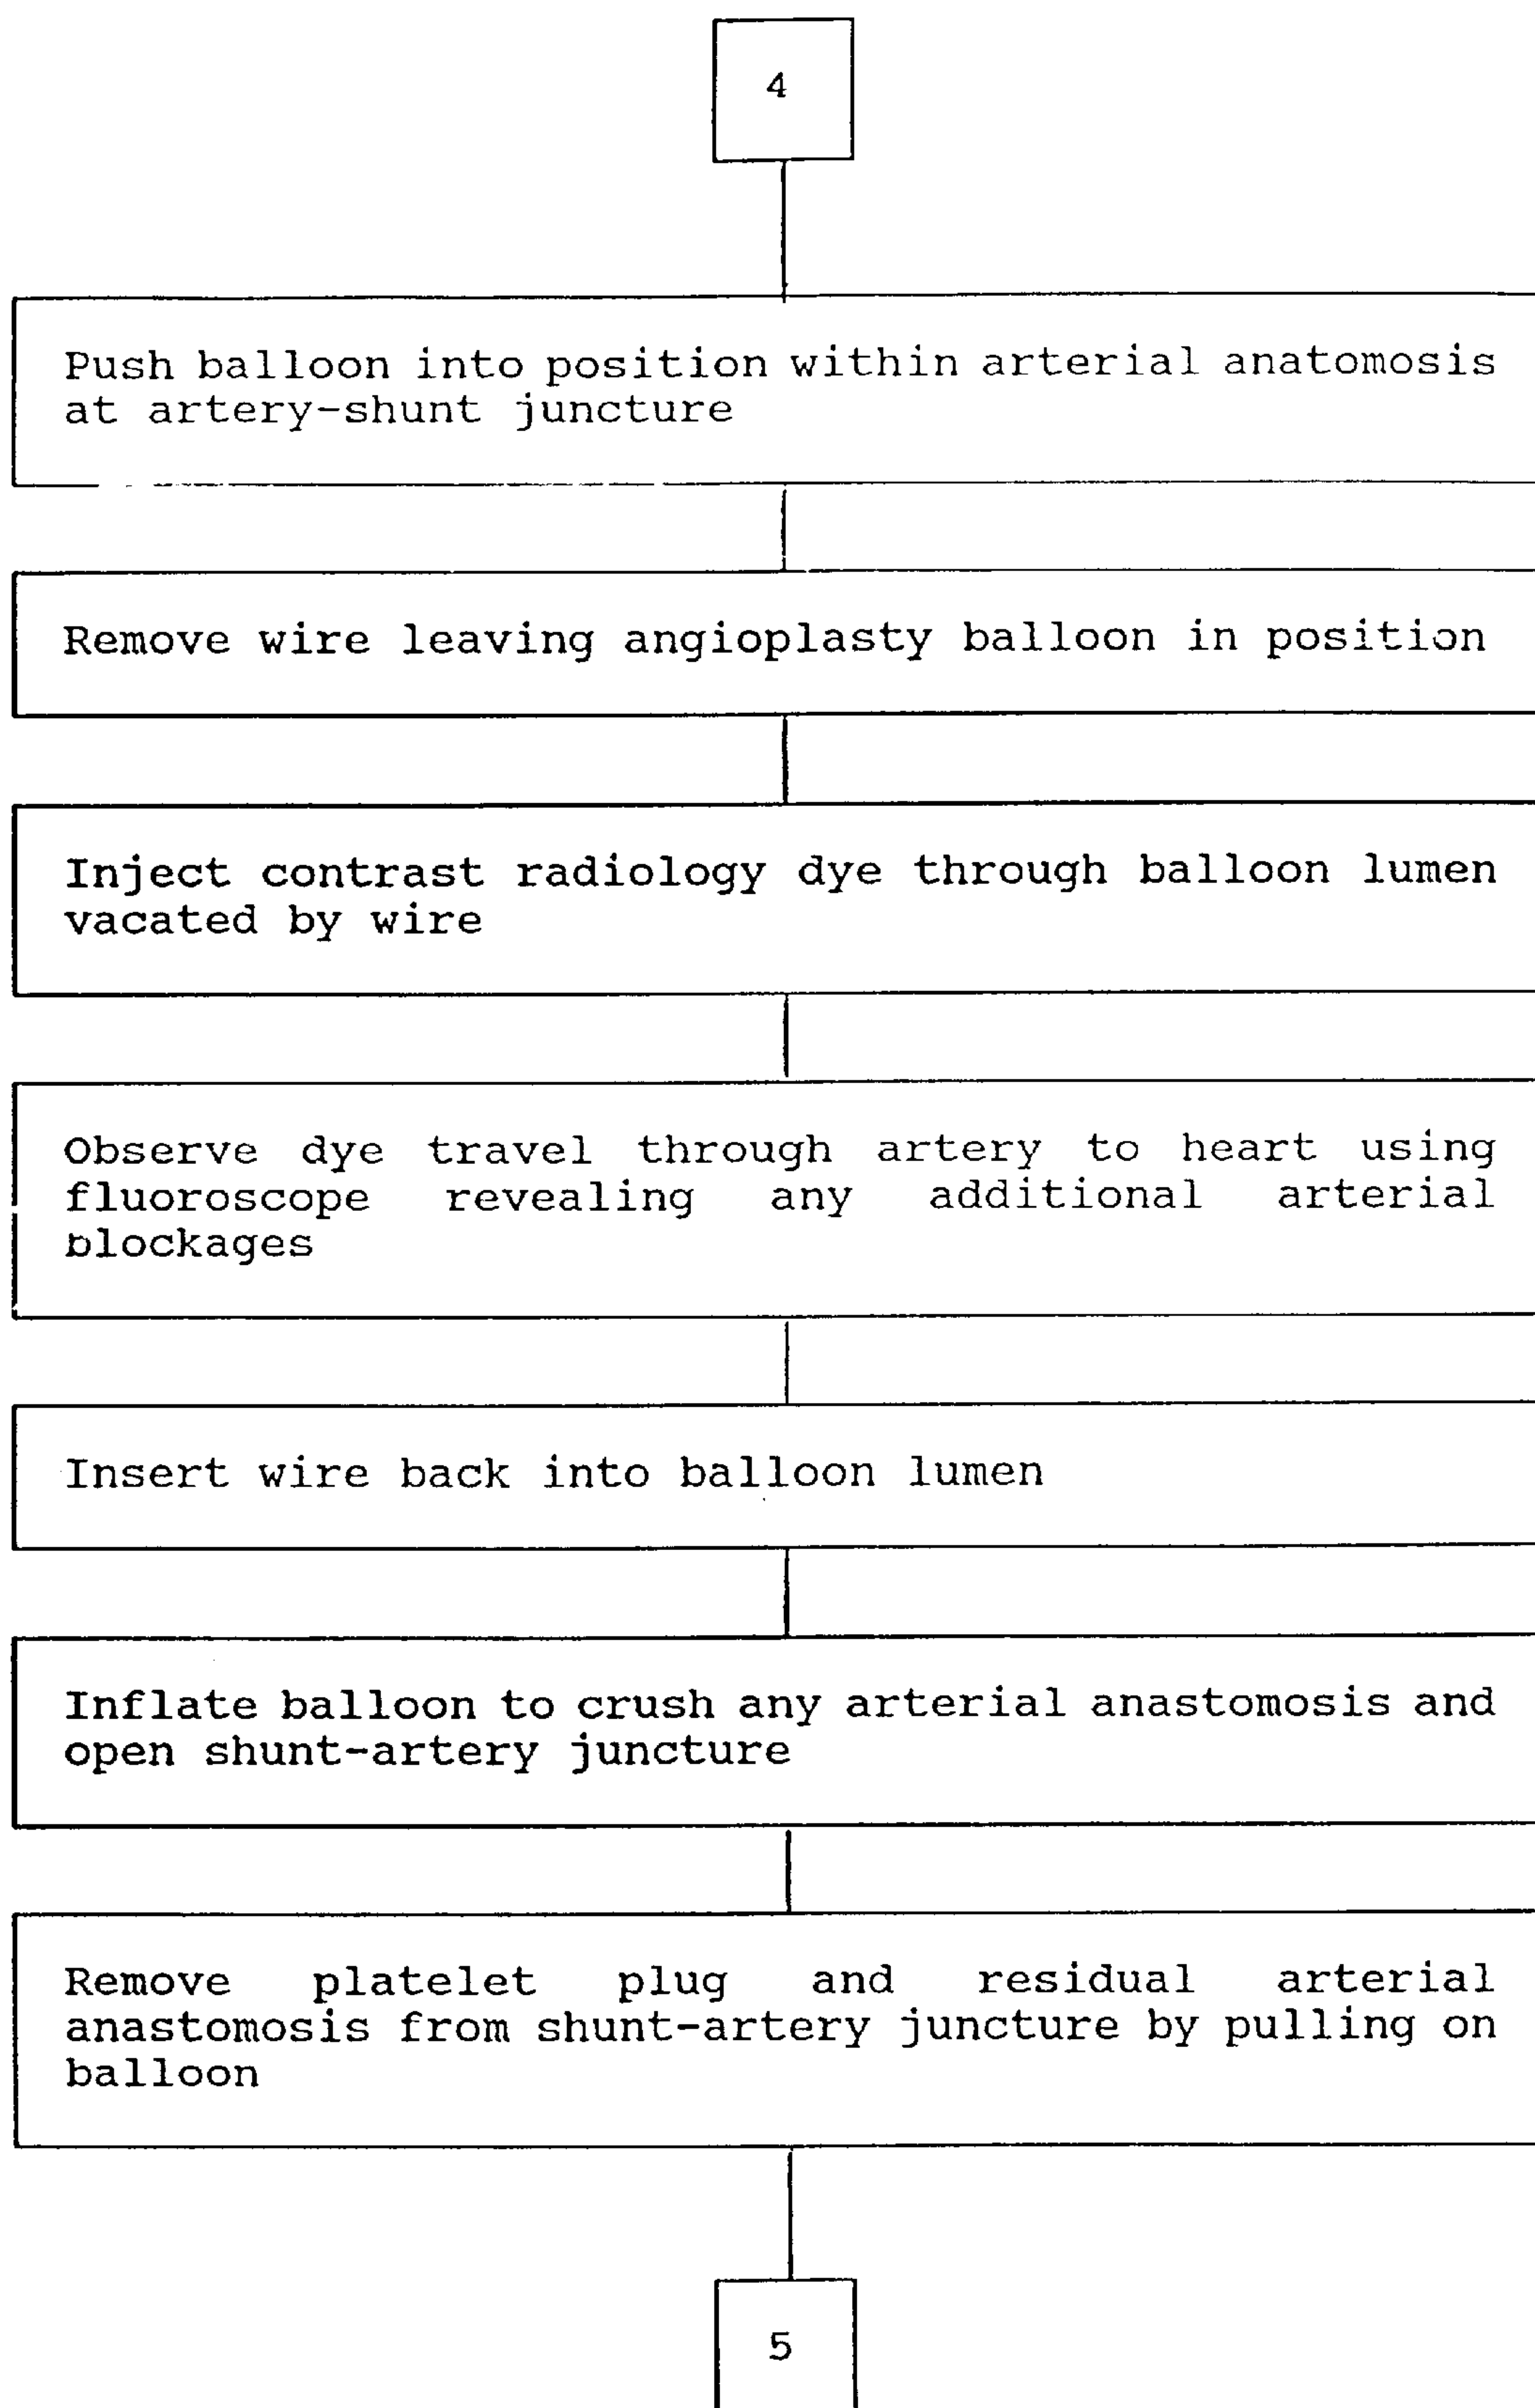 4
Push balloon into position within arterial anatomosis
at artery-shunt juncture
Remove wire leaving angioplasty balloon in position
Inject contrast radiology dye through balloon lumen
vacated by wire
Observe dye travel through artery to heart using
fluoroscope revealing any additional arterial
blockages
Insert wire back into balloon lumen
Inflate balloon to crush any arterial anastomosis and
open shunt-artery juncture
Remove platelet plug and residual arterial
anastomosis from shunt-artery juncture by pulling on
balloon
5